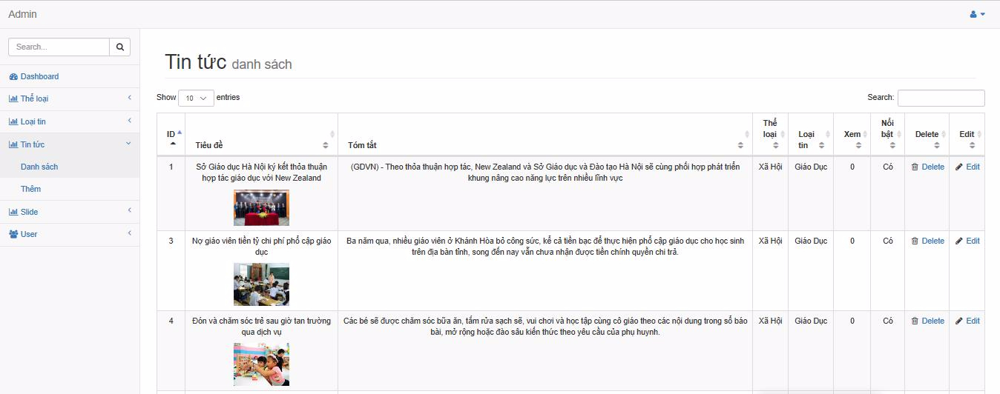 Admin
Search...
Dashboard
Thể loại
Loại tin
Tin tức
Danh sách
Thêm
Slide
User
Tin tức danh sách
Show 10 entries
Search:
ID
Tiêu đề
Tóm tắt
Thể
loại
Loại
tin
Xem
Nổi
bật
Delete
Edit
1
Sở Giáo dục Hà Nội ký kết thỏa thuận
hợp tác giáo dục với New Zealand
(GDVN) - Theo thỏa thuận hợp tác, New Zealand và Sở Giáo dục và Đào tạo Hà Nội sẽ cùng phối hợp phát triển
khung nâng cao năng lực trên nhiều lĩnh vực
Xã Hội
Giáo Dục
0
Có
Delete
Edit
3
Nợ giáo viên tiền tỷ chi phí phổ cập giáo
dục
Ba năm qua, nhiều giáo viên ở Khánh Hòa bỏ công sức, kể cả tiền bạc để thực hiện phổ cập giáo dục cho học sinh
trên địa bàn tỉnh, song đến nay vẫn chưa nhận được tiền chính quyền chi trả.
Xã Hội
Giáo Dục
0
Có
Delete
Edit
4
Đón và chăm sóc trẻ sau giờ tan trường
qua dịch vụ
Các bé sẽ được chăm sóc bữa ăn, tắm rửa sạch sẽ, vui chơi và học tập cùng cô giáo theo các nội dung trong sổ báo
bài, mở rộng hoặc đào sâu kiến thức theo yêu cầu của phụ huynh.
Xã Hội
Giáo Dục
0
Có
Delete
Edit